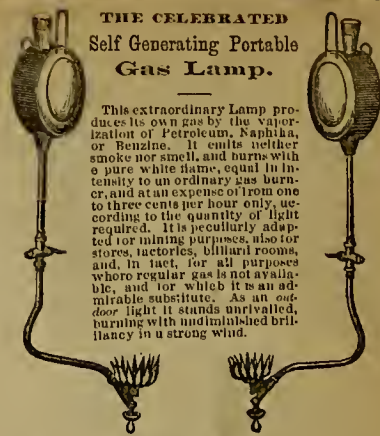 THE CELEBRATED
Self Generating Portable
Gas Lamp.
This extraordinary Lamp pro-
duces its own gas by the vapor-
ization of Petroleum, Naphtha,
or Benzine. It emits neither
smoke nor smell, and burns with
a pure white flame, equal in in-
tensity to an ordinary gas burn-
er, and at an expense of from one
to three cents per hour only, ac-
cording to the quantity of light
required. It is peculiarly adap-
ted for mining purposes, also for
stores, factories, billiard rooms,
and, in fact, for all purposes
where regular gas is not availa-
ble, and for which it is an ad-
mirable substitute. As an out-
door light it stands unrivalled,
burning with undiminished bril-
liancy in a strong wind.